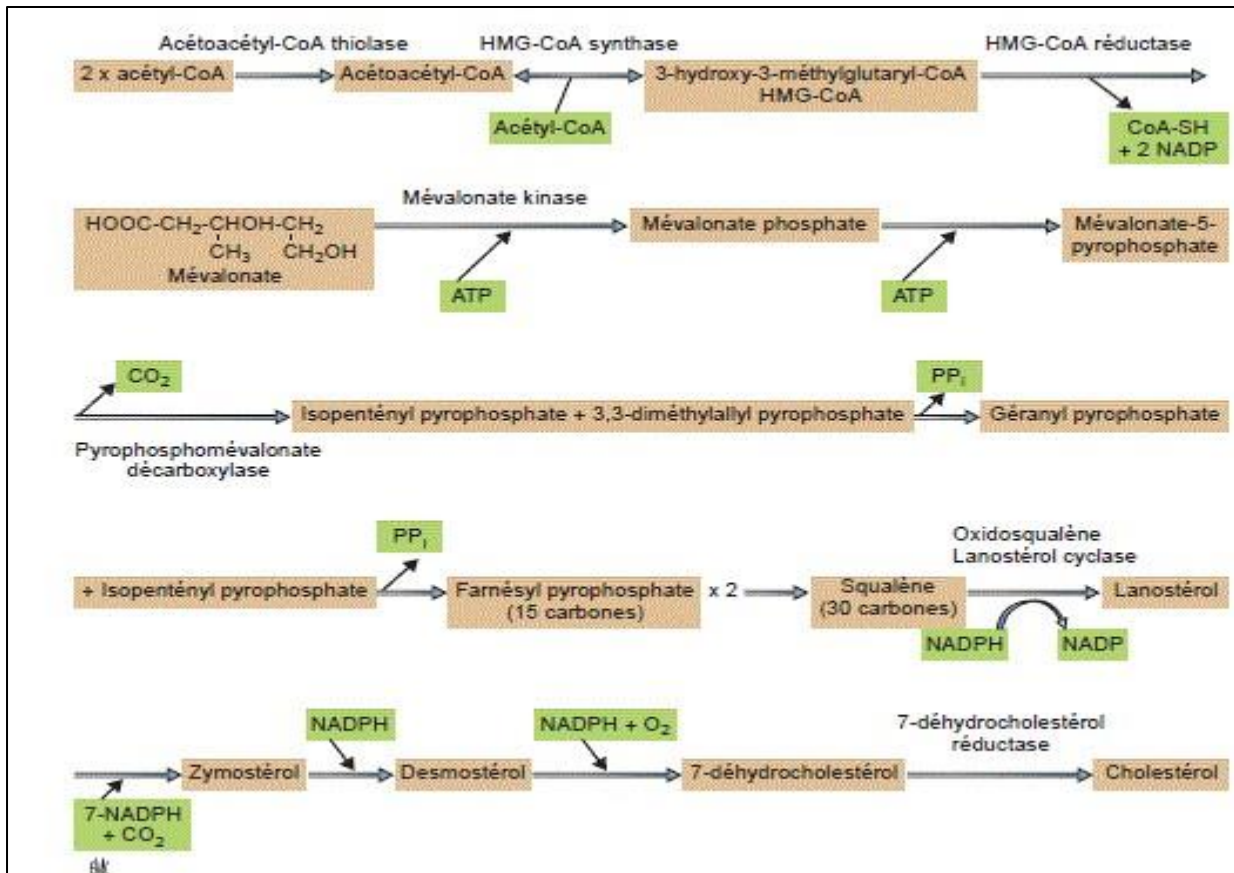 Acétoacétyl-CoA thiolase HMG-CoA synthase HMG-CoA réductase
2 x acétyl-CoA Acétoacétyl-CoA 3-hydroxy-3-méthylglutaryl-CoA
HMG-CoA
Acétyl-CoA CoA-SH
+ 2 NADP
Mévalonate kinase
HOOC-CH₂-CHOH-CH₂
CH₃ CH₂OH
Mévalonate
Mévalonate phosphate Mévalonate-5-
pyrophosphate
ATP ATP
CO₂ PPᵢ
Isopentényl pyrophosphate + 3,3-diméthylallyl pyrophosphate Géranyl pyrophosphate
Pyrophosphomévalonate
décarboxylase
PPᵢ Oxidosqualène
Lanostérol cyclase
+ Isopentényl pyrophosphate Farnésyl pyrophosphate x 2 Squalène Lanostérol
(15 carbones) (30 carbones)
NADPH NADP
NADPH NADPH + O₂ 7-déhydrocholestérol
réductase
Zymostérol Desmostérol 7-déhydrocholestérol Cholestérol
7-NADPH
+ CO₂